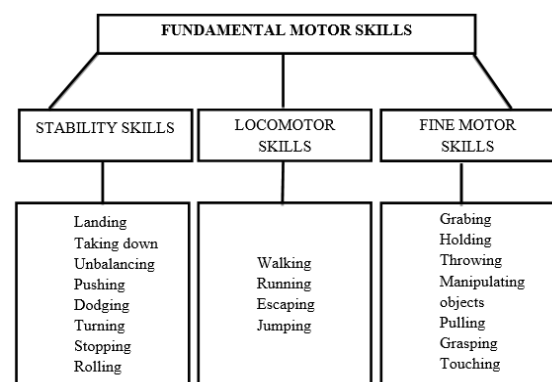 FUNDAMENTAL MOTOR SKILLS
STABILITY SKILLS
LOCOMOTOR
SKILLS
FINE MOTOR
SKILLS
Landing
Taking down
Unbalancing
Pushing
Dodging
Turning
Stopping
Rolling
Walking
Running
Escaping
Jumping
Grabing
Holding
Throwing
Manipulating
objects
Pulling
Grasping
Touching